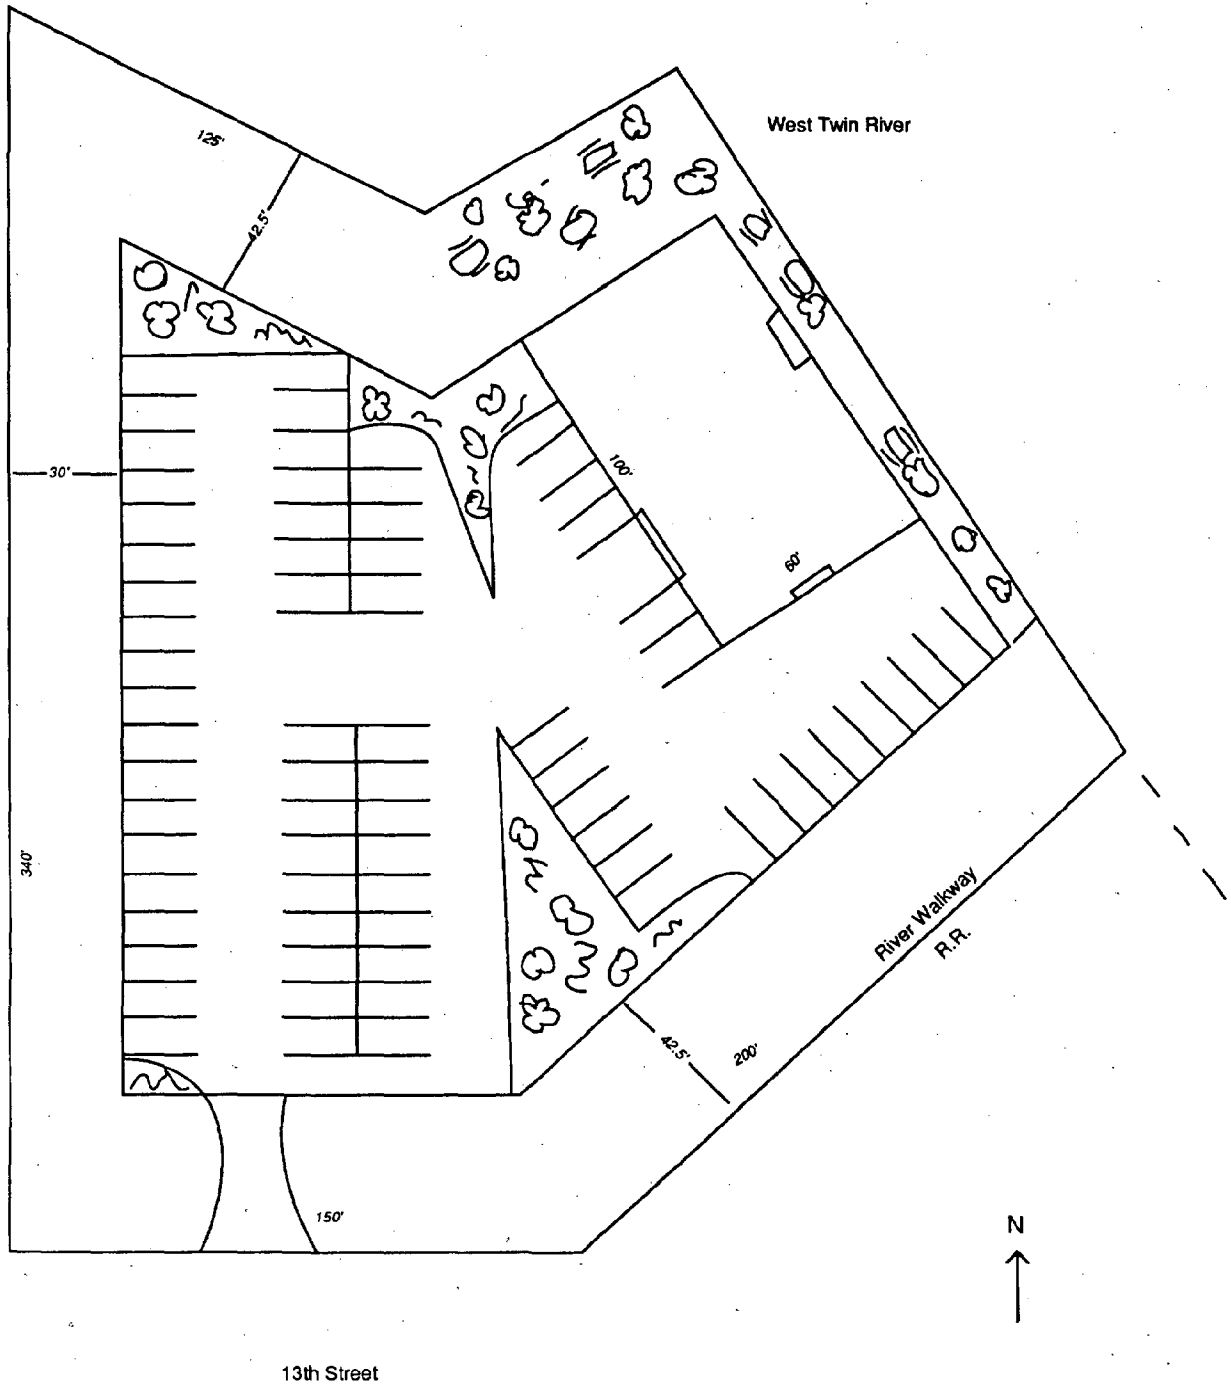 West Twin River
125'
42.5'
30'
100'
60'
340'
River Walkway
R.R.
42.5'
200'
150'
N
13th Street